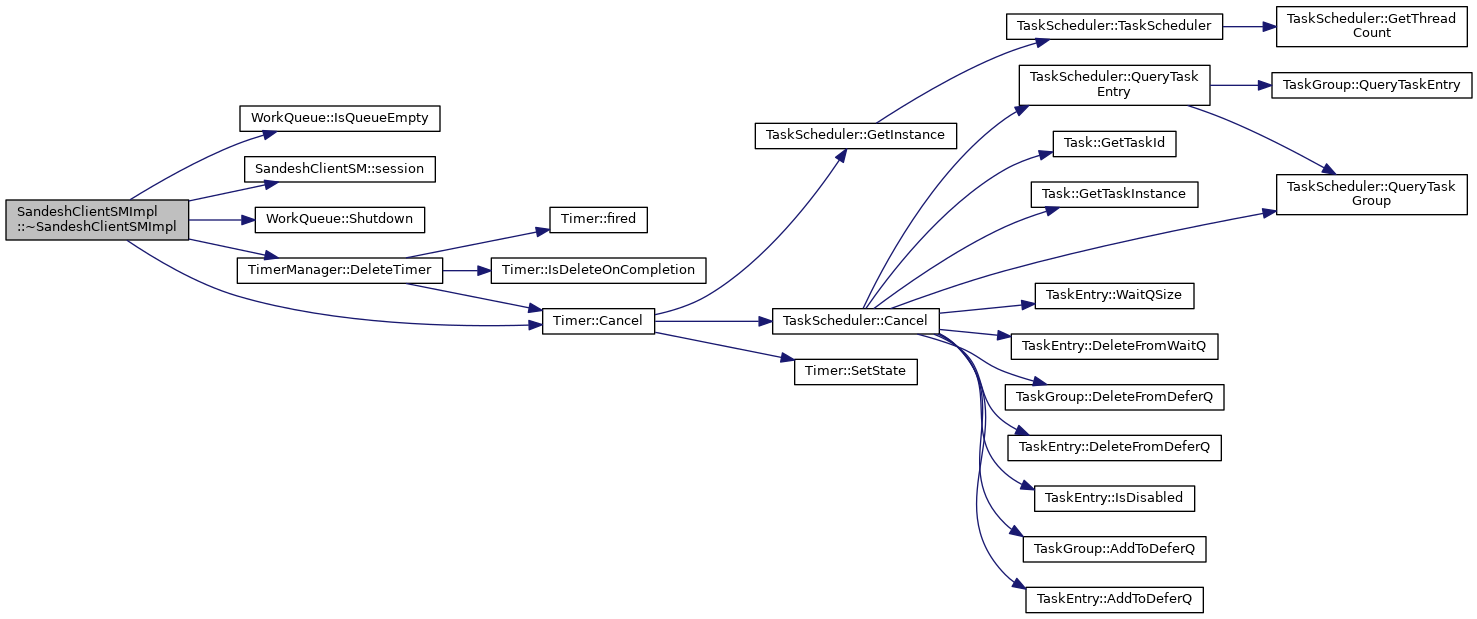 SandeshClientSMImpl
::~SandeshClientSMImpl
WorkQueue::IsQueueEmpty
SandeshClientSM::session
WorkQueue::Shutdown
TimerManager::DeleteTimer
Timer::fired
Timer::IsDeleteOnCompletion
Timer::Cancel
TaskScheduler::GetInstance
TaskScheduler::Cancel
Timer::SetState
TaskScheduler::TaskScheduler
TaskScheduler::QueryTask
Entry
Task::GetTaskId
Task::GetTaskInstance
TaskEntry::WaitQSize
TaskEntry::DeleteFromWaitQ
TaskGroup::DeleteFromDeferQ
TaskEntry::DeleteFromDeferQ
TaskEntry::IsDisabled
TaskGroup::AddToDeferQ
TaskEntry::AddToDeferQ
TaskScheduler::GetThread
Count
TaskGroup::QueryTaskEntry
TaskScheduler::QueryTask
Group